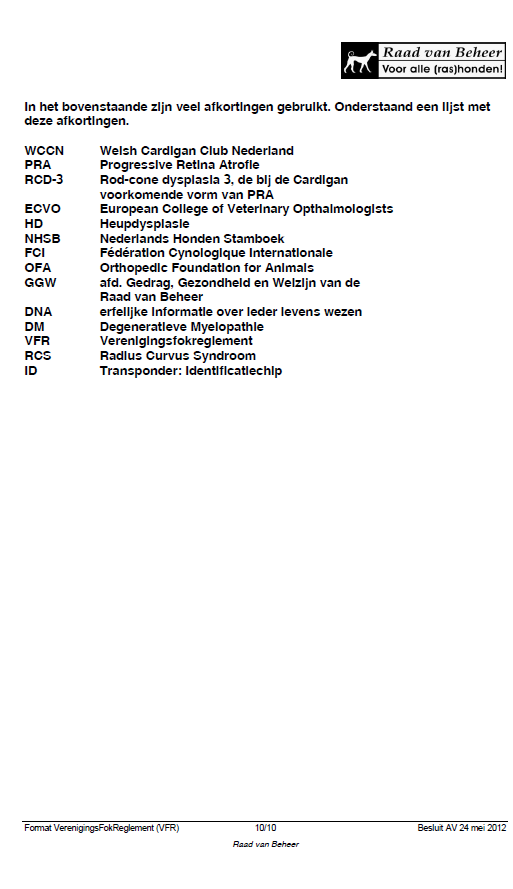 Raad van Beheer
Voor alle (ras)honden!
In het bovenstaande zijn veel afkortingen gebruikt. Onderstaand een lijst met
deze afkortingen.
WCCN Welsh Cardigan Club Nederland
PRA Progressive Retina Atrofie
RCD-3 Rod-cone dysplasia 3, de bij de Cardigan
voorkomende vorm van PRA
ECVO European College of Veterinary Opthalmologists
HD Heupdysplasie
NHSB Nederlands Honden Stamboek
FCI Fédération Cynologique Internationale
OFA Orthopedic Foundation for Animals
GGW afd. Gedrag, Gezondheid en Welzijn van de
Raad van Beheer
DNA erfelijke informatie over ieder levens wezen
DM Degeneratieve Myelopathie
VFR Verenigingsfokreglement
RCS Radius Curvus Syndroom
ID Transponder: Identificatiechip
Format VerenigingsFokReglement (VFR) 10/10 Besluit AV 24 mei 2012
Raad van Beheer